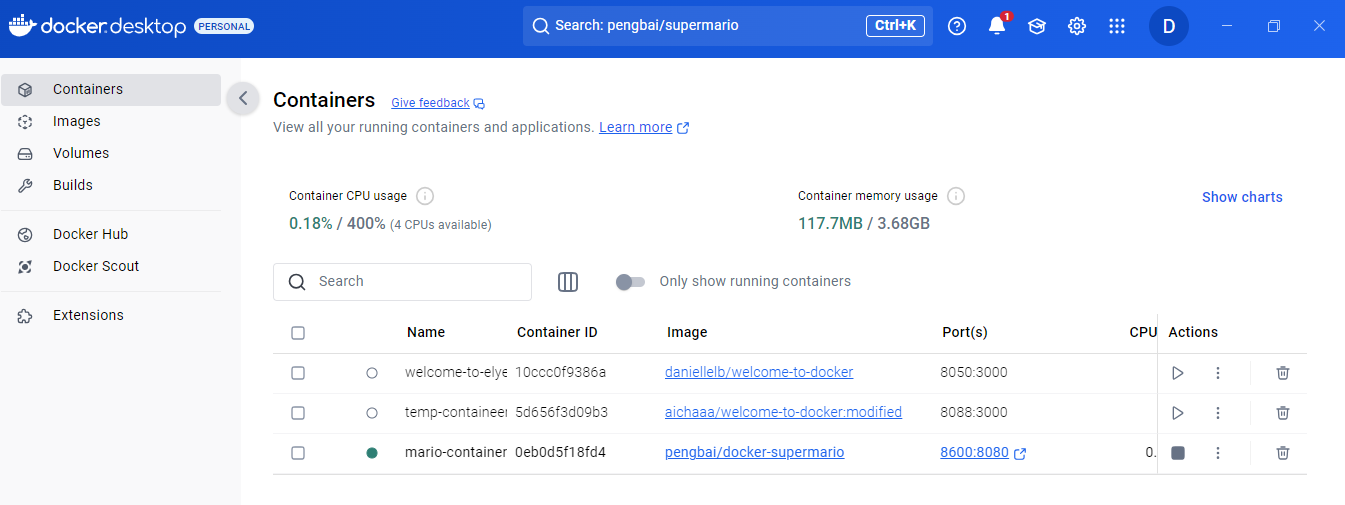 docker.desktop PERSONAL Search: pengbai/supermario Ctrl+K 1 D
Containers
Images
Volumes
Builds
Docker Hub
Docker Scout
Extensions
Containers Give feedback
View all your running containers and applications. Learn more
Container CPU usage
0.18% / 400% (4 CPUs available)
Container memory usage
117.7MB / 3.68GB
Show charts
Search Only show running containers
Name Container ID Image Port(s) CPU Actions
welcome-to-elye 10ccc0f9386a daniellelb/welcome-to-docker 8050:3000
temp-containeer 5d656f3d09b3 aichaaa/welcome-to-docker:modified 8088:3000
mario-container 0eb0d5f18fd4 pengbai/docker-supermario 8600:8080 0.